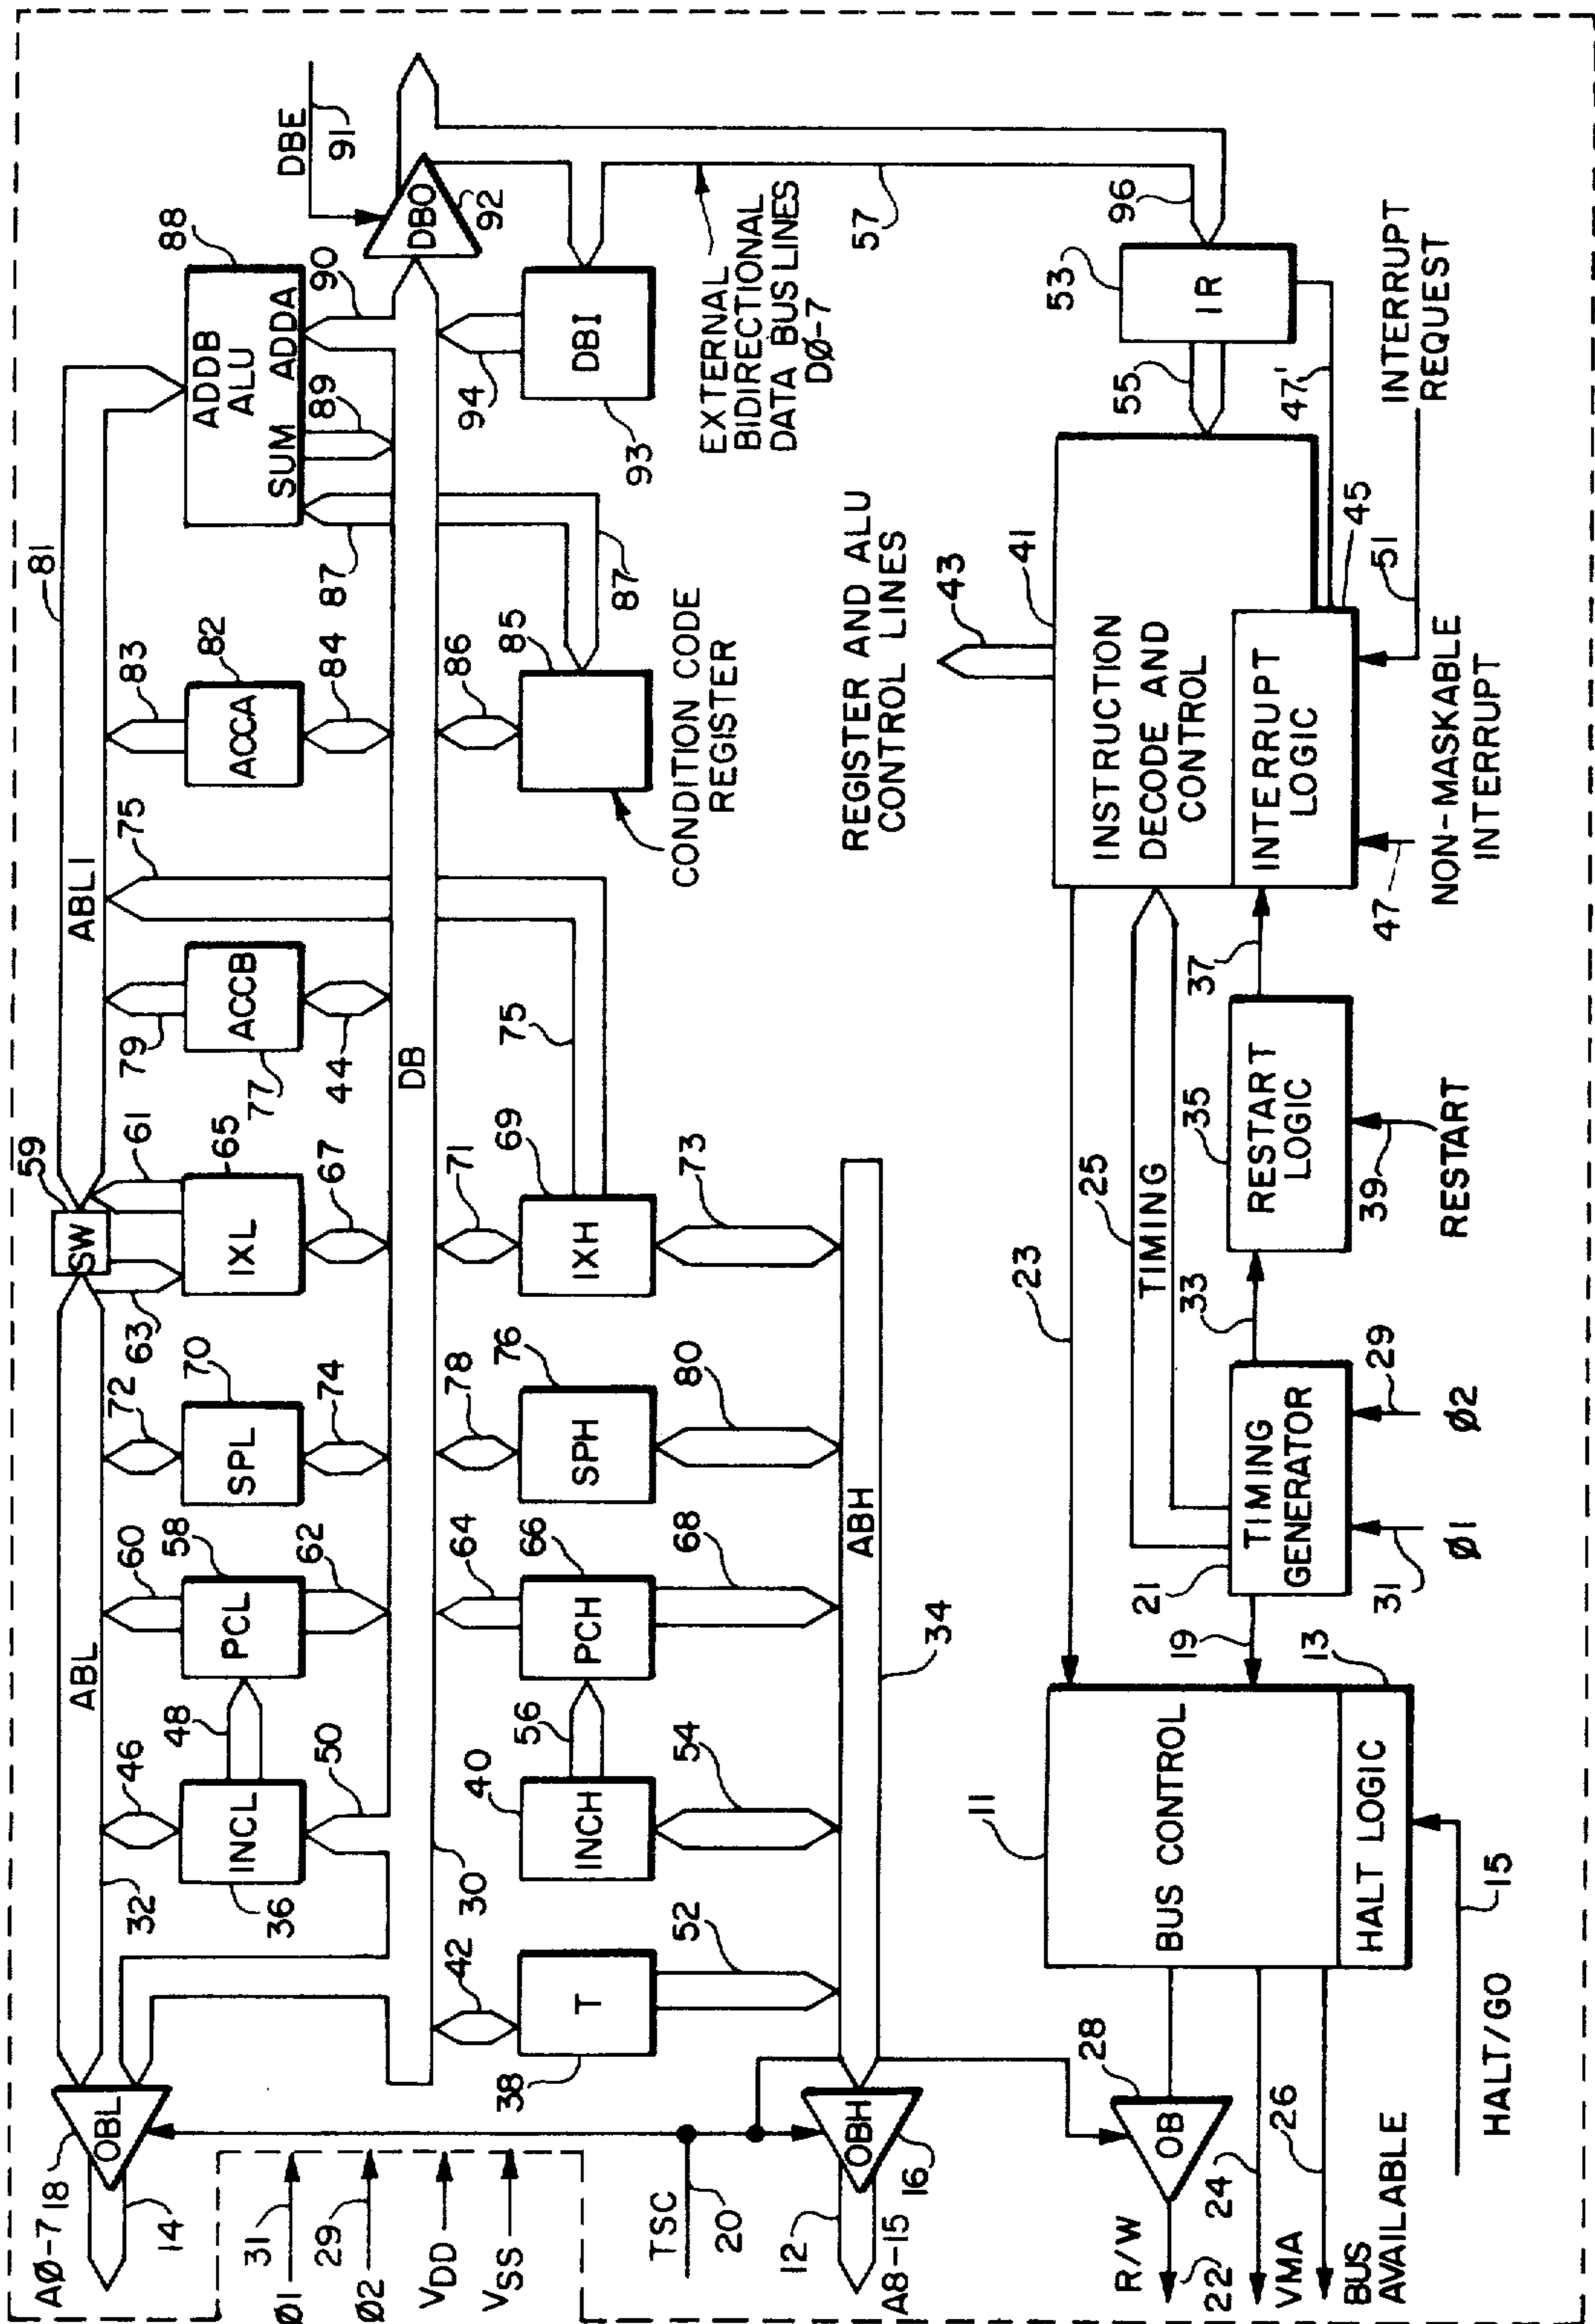 AØ-7
18
OBL
14
ABL
32
SW
59
ABLI
81
46
INCL
36
48
50
60
PCL
58
62
72
SPL
70
74
63
61
IXL
65
67
79
ACCB
77
44
75
83
ACCA
82
84
ADDB
ALU
SUM ADDA
88
87
89
90
DBE
91
DBO
92
31
Ø1
29
Ø2
VDD
VSS
TSC
20
DB
30
42
T
38
52
INCH
40
56
54
64
PCH
66
68
78
SPH
76
80
71
IXH
69
73
75
86
85
87
CONDITION CODE
REGISTER
94
DBI
93
EXTERNAL
BIDIRECTIONAL
DATA BUS LINES
DØ-7
57
12
A8-15
OBH
16
ABH
34
R/W
22
OB
28
24
VMA
26
BUS
AVAILABLE
11
BUS CONTROL
HALT LOGIC
13
HALT/GO
15
23
19
21
TIMING
GENERATOR
31
Ø1
29
Ø2
TIMING
25
33
35
RESTART
LOGIC
39
RESTART
37
REGISTER AND ALU
CONTROL LINES
43
41
INSTRUCTION
DECODE AND
CONTROL
INTERRUPT
LOGIC
45
47
NON-MASKABLE
INTERRUPT
51
INTERRUPT
REQUEST
47'
55
53
IR
96